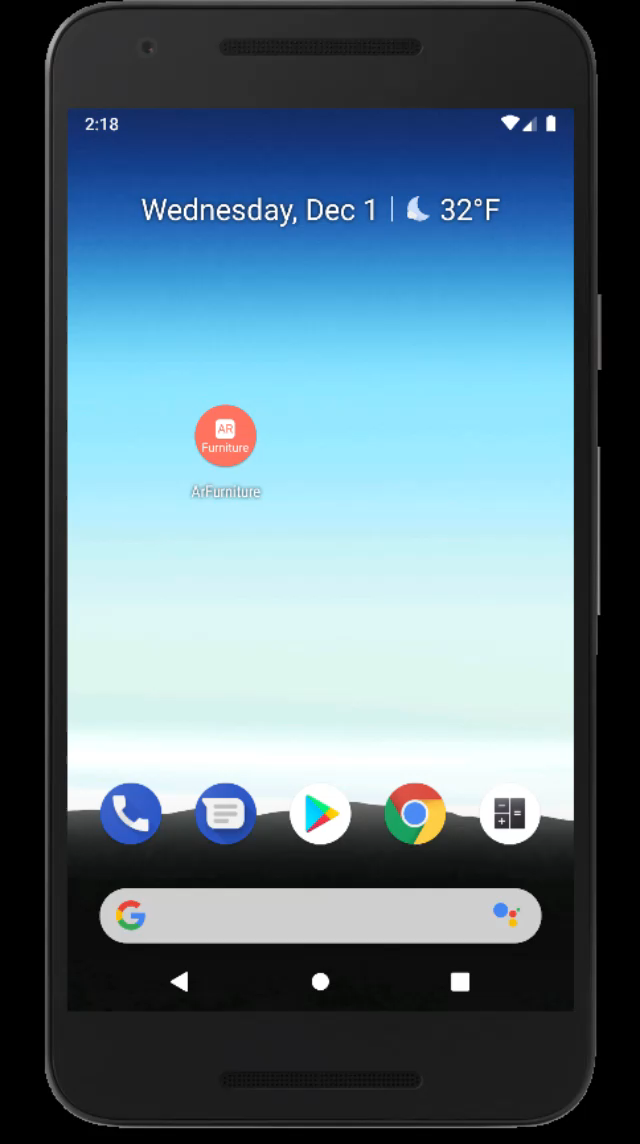 2:18
Wednesday, Dec 1 | 32°F
AR
Furniture
ArFurniture